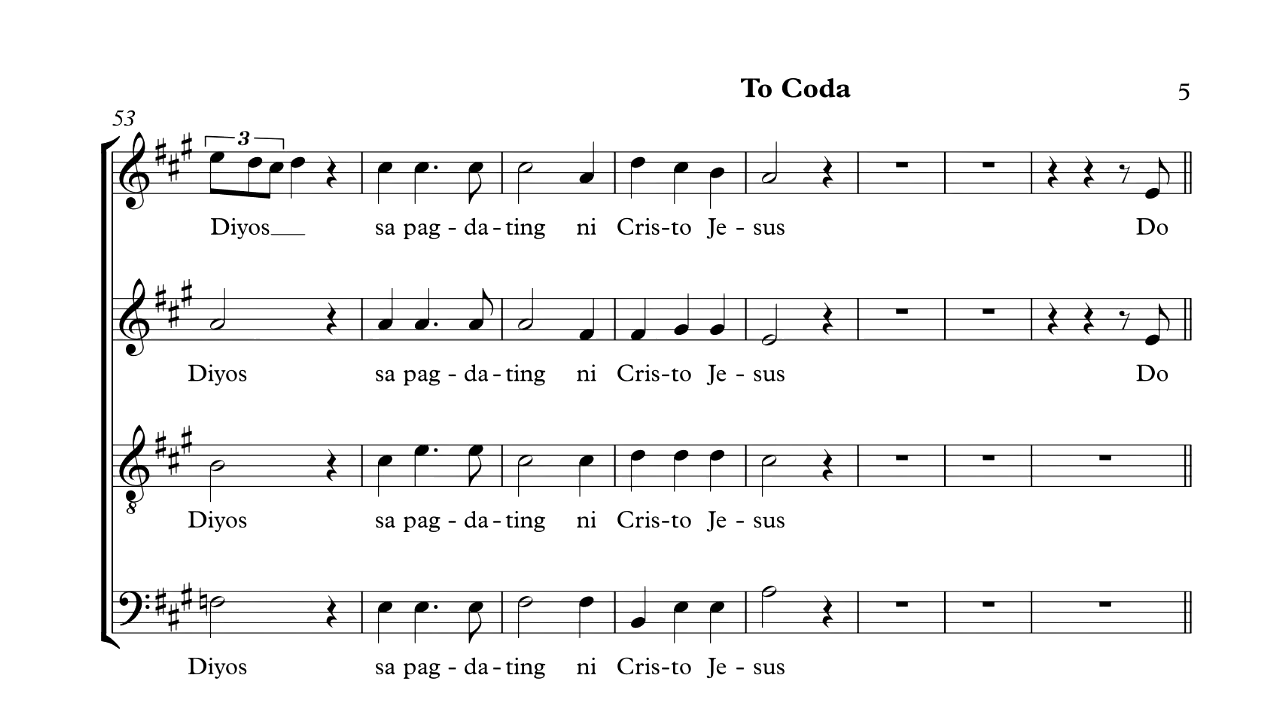 To Coda
5
53
3
Diyos sa pag - da - ting ni Cris - to Je - sus Do
Diyos sa pag - da - ting ni Cris - to Je - sus Do
8
Diyos sa pag - da - ting ni Cris - to Je - sus
Diyos sa pag - da - ting ni Cris - to Je - sus